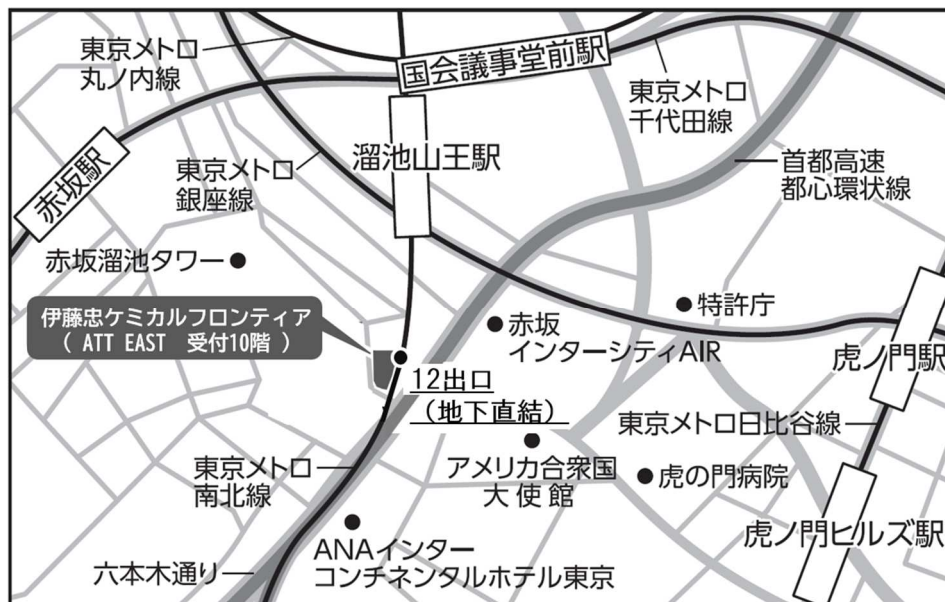 東京メトロ
丸ノ内線
国会議事堂前駅
東京メトロ
千代田線
溜池山王駅
首都高速
都心環状線
赤坂駅
東京メトロ
銀座線
赤坂溜池タワー
伊藤忠ケミカルフロンティア
（ ATT EAST 受付10階 ）
特許庁
赤坂
インターシティAIR
虎ノ門駅
12出口
（地下直結）
東京メトロ日比谷線
東京メトロ
南北線
アメリカ合衆国
大使館
虎の門病院
虎ノ門ヒルズ駅
ANAインター
コンチネンタルホテル東京
六本木通り